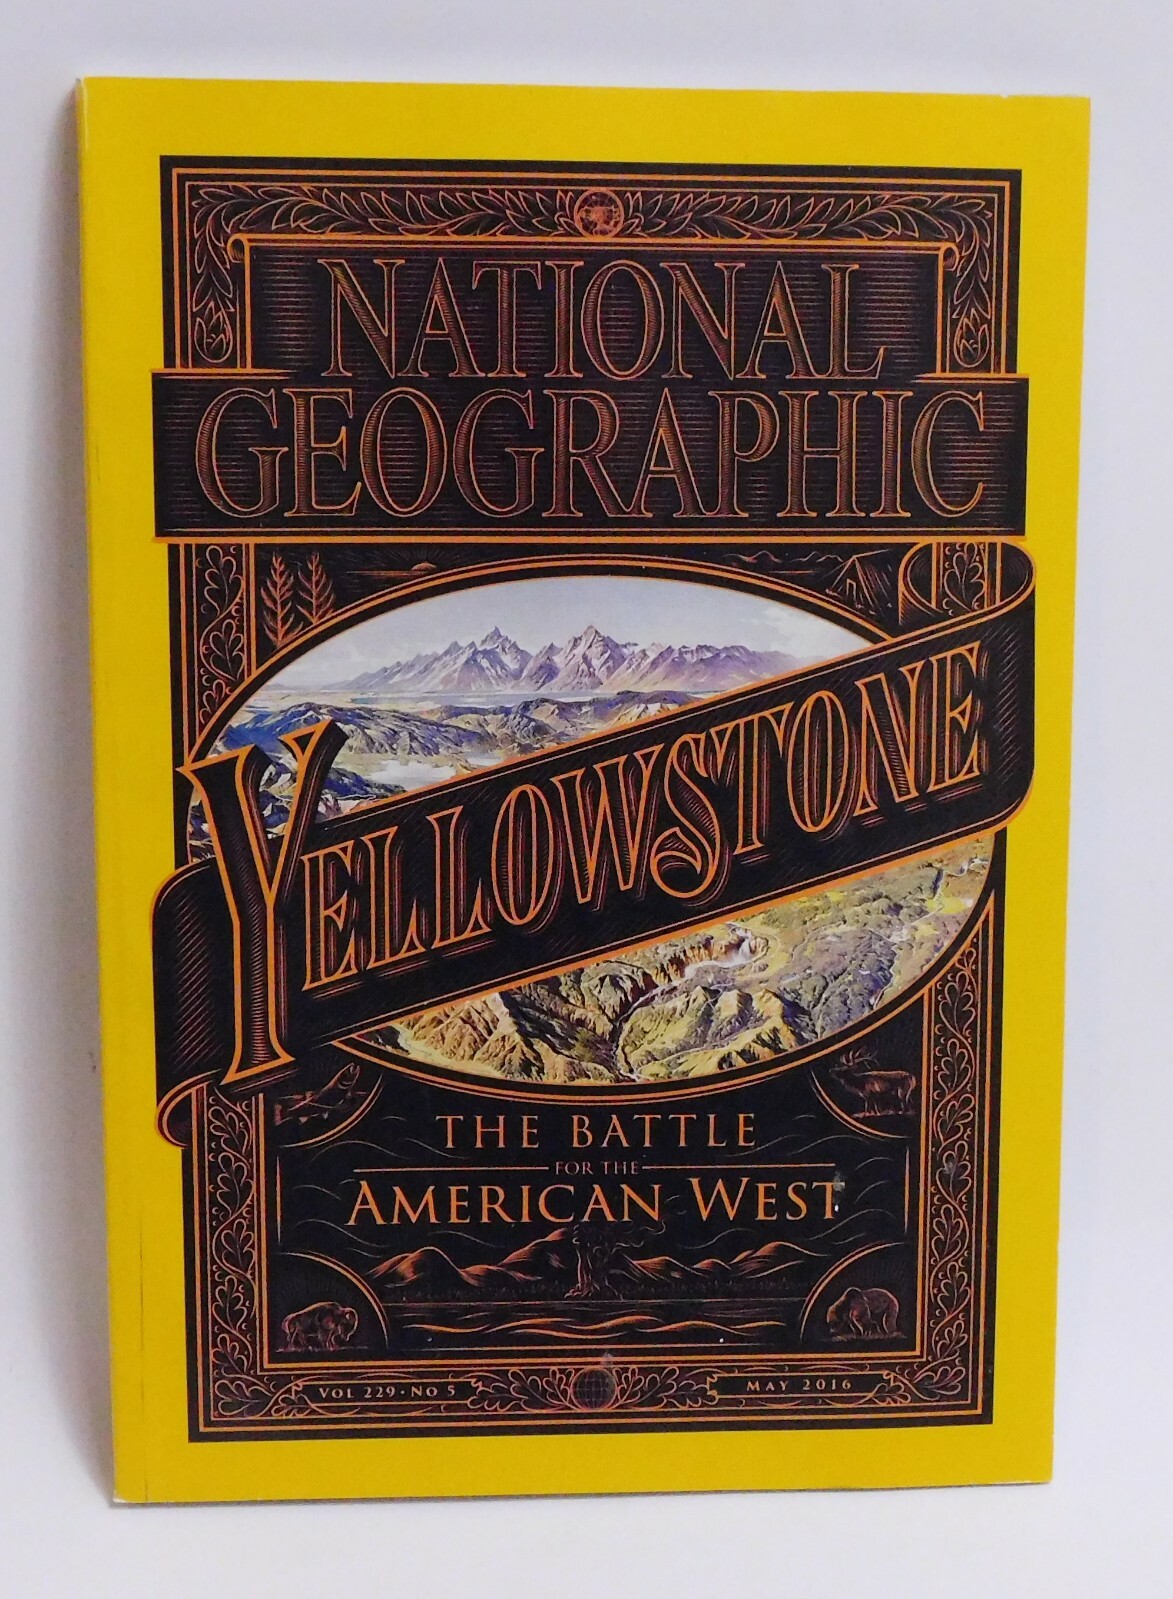 NATIONAL
GEOGRAPHIC
YELLOWSTONE
THE BATTLE
FOR THE
AMERICAN WEST
VOL 229 · NO 5
MAY 2016